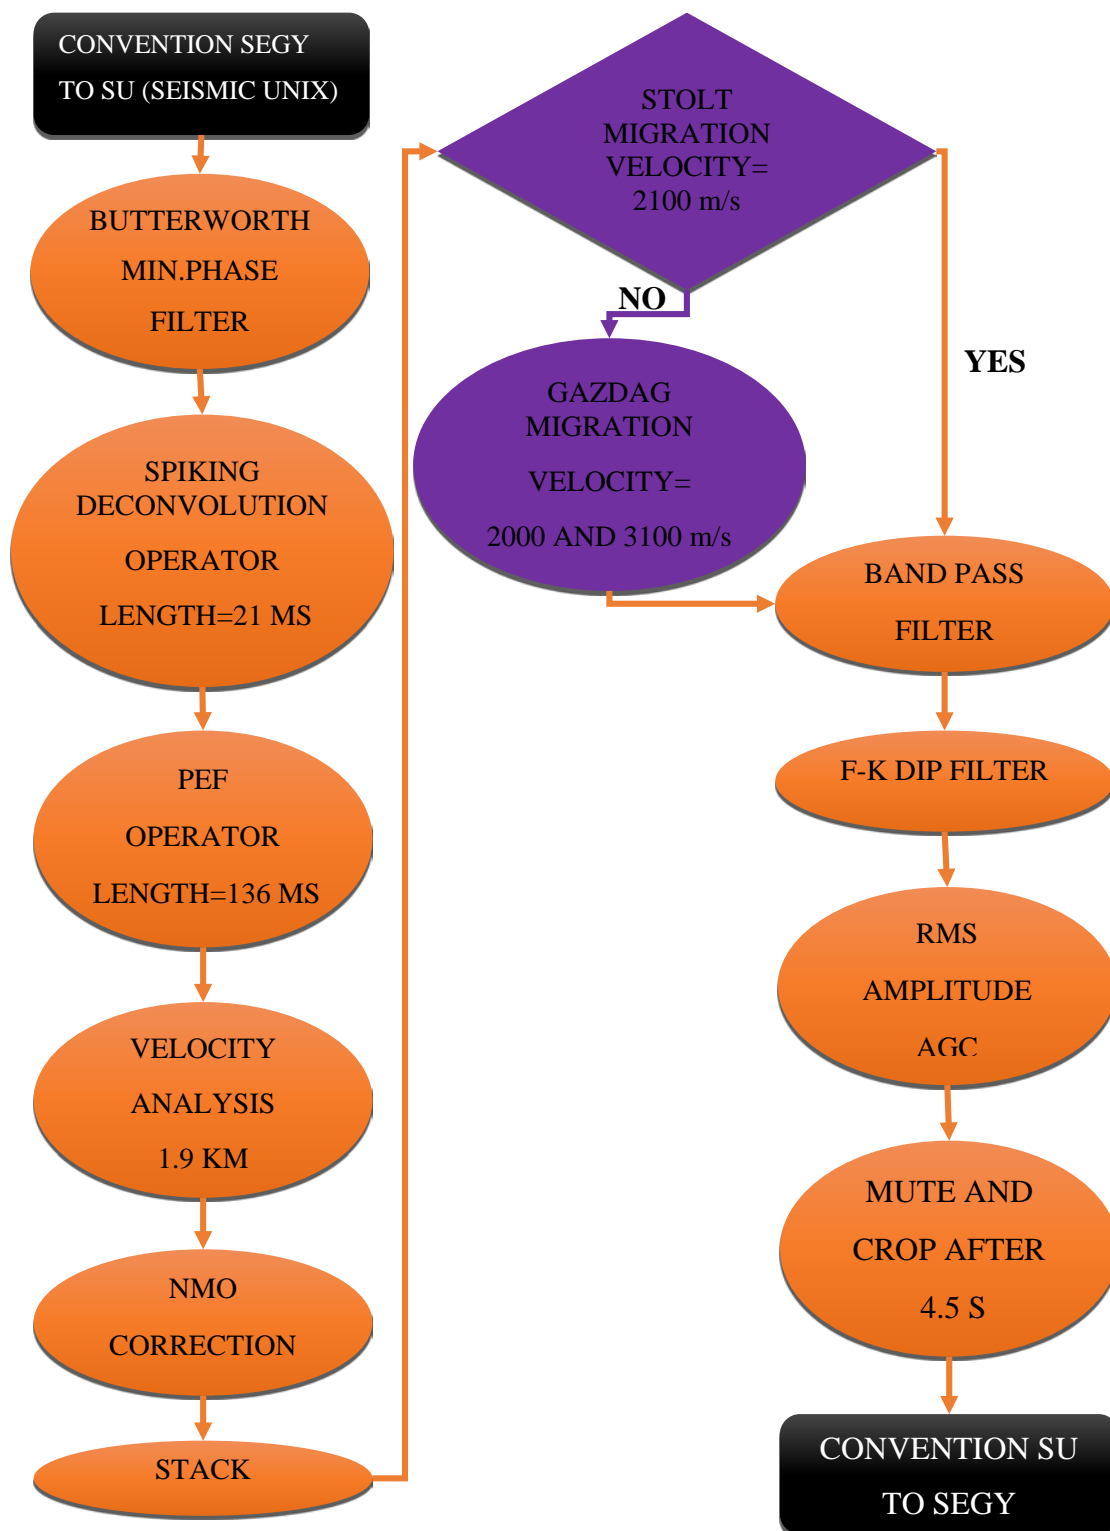 CONVENTION SEGY
TO SU (SEISMIC UNIX)
BUTTERWORTH
MIN.PHASE
FILTER
SPIKING
DECONVOLUTION
OPERATOR
LENGTH=21 MS
PEF
OPERATOR
LENGTH=136 MS
VELOCITY
ANALYSIS
1.9 KM
NMO
CORRECTION
STACK
STOLT
MIGRATION
VELOCITY=
2100 m/s
NO
YES
GAZDAG
MIGRATION
VELOCITY=
2000 AND 3100 m/s
BAND PASS
FILTER
F-K DIP FILTER
RMS
AMPLITUDE
AGC
MUTE AND
CROP AFTER
4.5 S
CONVENTION SU
TO SEGY